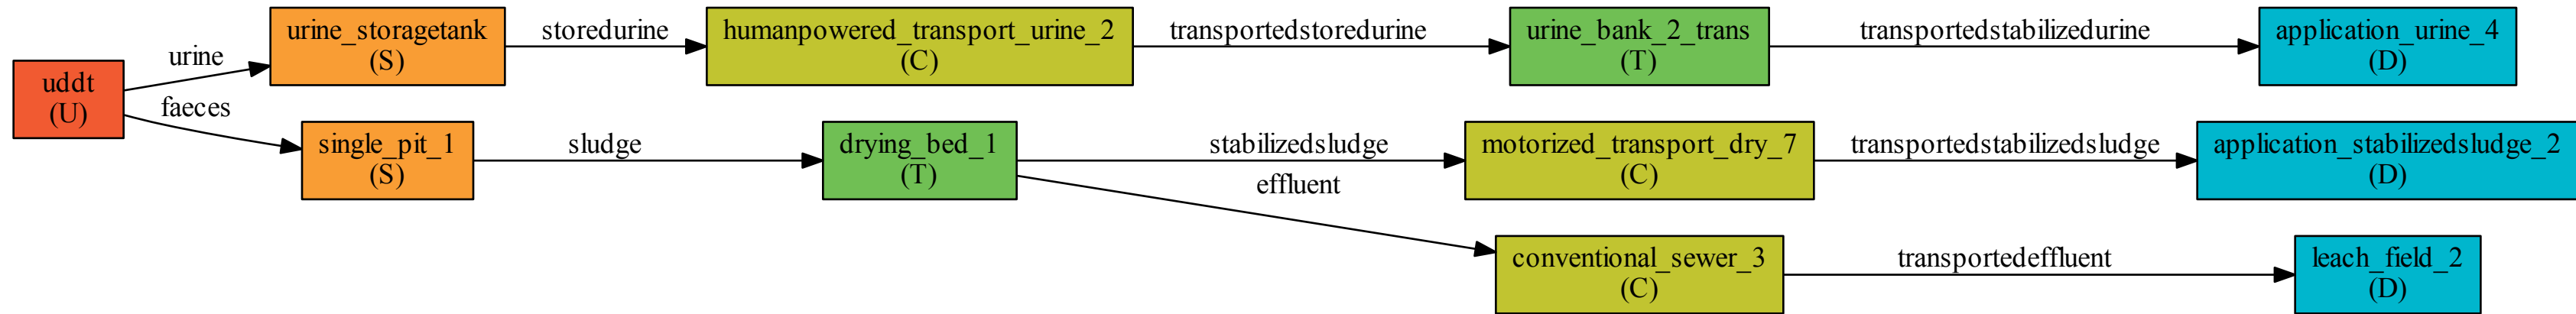 uddt
(U)
urine
faeces
urine_storagetank
(S)
storedurine
humanpowered_transport_urine_2
(C)
transportedstoredurine
urine_bank_2_trans
(T)
transportedstabilizedurine
application_urine_4
(D)
single_pit_1
(S)
sludge
drying_bed_1
(T)
stabilizedsludge
effluent
motorized_transport_dry_7
(C)
transportedstabilizedsludge
application_stabilizedsludge_2
(D)
conventional_sewer_3
(C)
transportedeffluent
leach_field_2
(D)